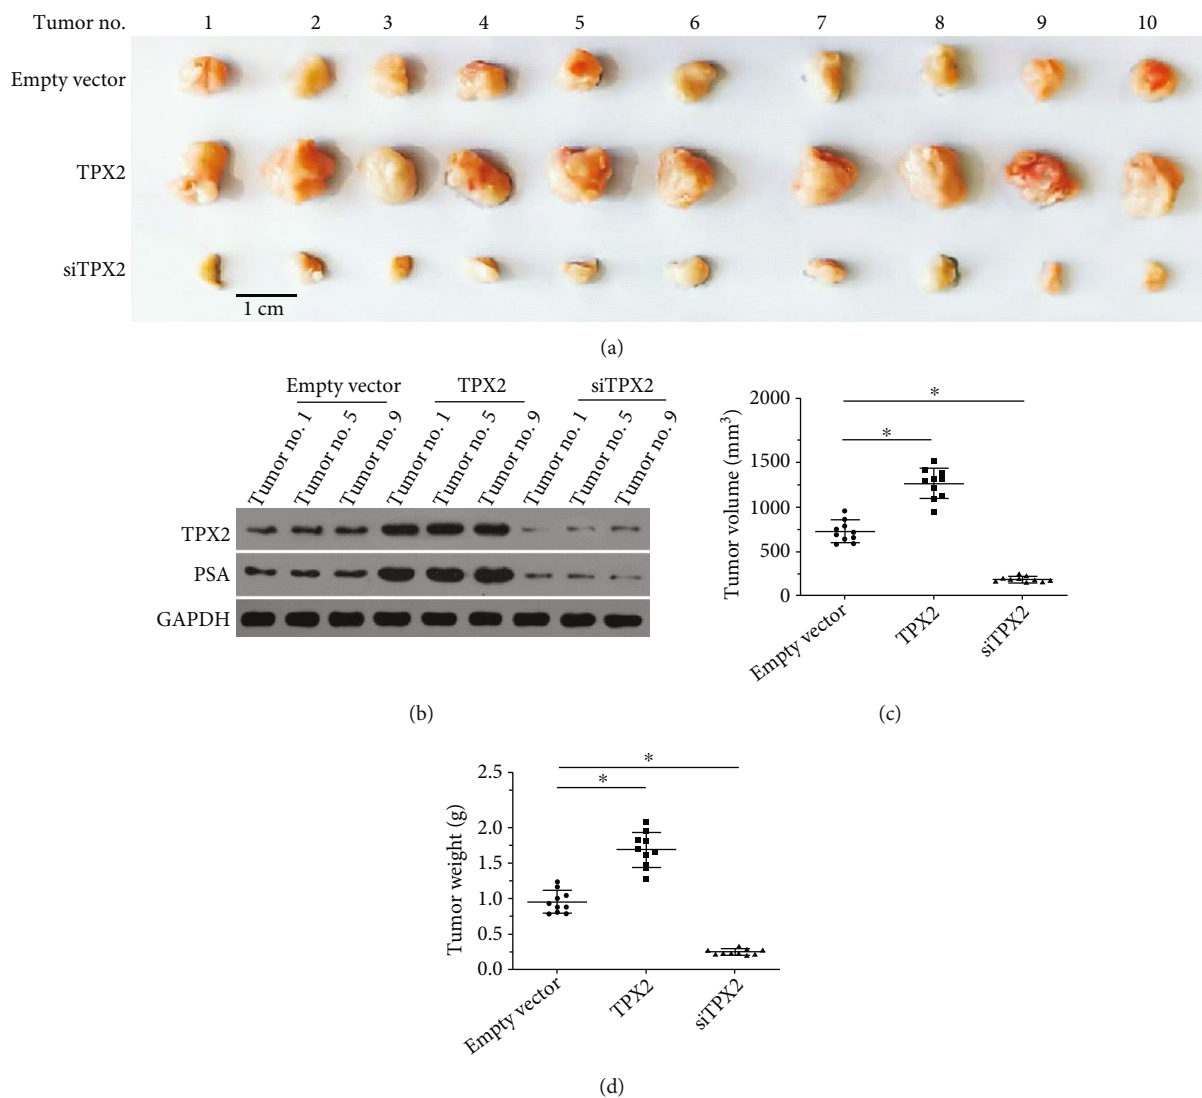 Tumor no. 1 2 3 4 5 6 7 8 9 10
Empty vector
TPX2
siTPX2
1 cm
(a)
Empty vector TPX2 siTPX2
Tumor no. 1 Tumor no. 5 Tumor no. 9 Tumor no. 1 Tumor no. 5 Tumor no. 9 Tumor no. 1 Tumor no. 5 Tumor no. 9
TPX2
PSA
GAPDH
(b)
Tumor volume (mm³)
2000
1500
1000
500
0
* *
Empty vector TPX2 siTPX2
(c)
Tumor weight (g)
2.5
2.0
1.5
1.0
0.5
0.0
* *
Empty vector TPX2 siTPX2
(d)